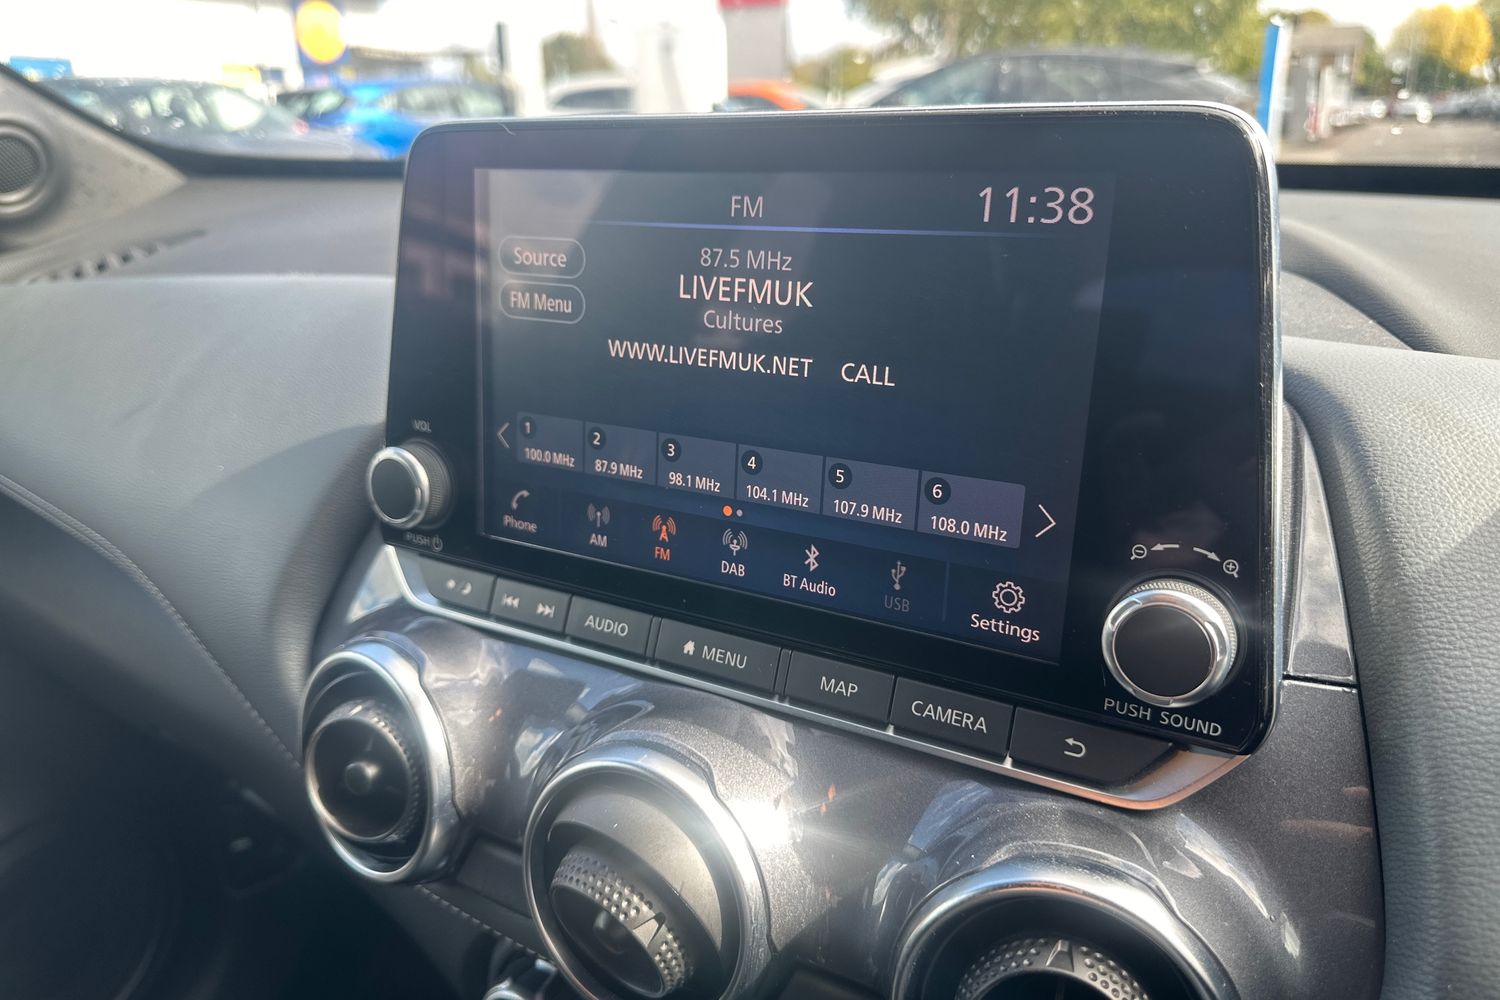 FM
11:38
Source
87.5 MHz
FM Menu
LIVEFMUK
Cultures
WWW.LIVEFMUK.NET CALL
VOL
1 2 3 4 5 6
100.0 MHz 87.9 MHz 98.1 MHz 104.1 MHz 107.9 MHz 108.0 MHz
Phone AM FM DAB BT Audio USB Settings
PUSH
AUDIO MENU MAP CAMERA
PUSH SOUND